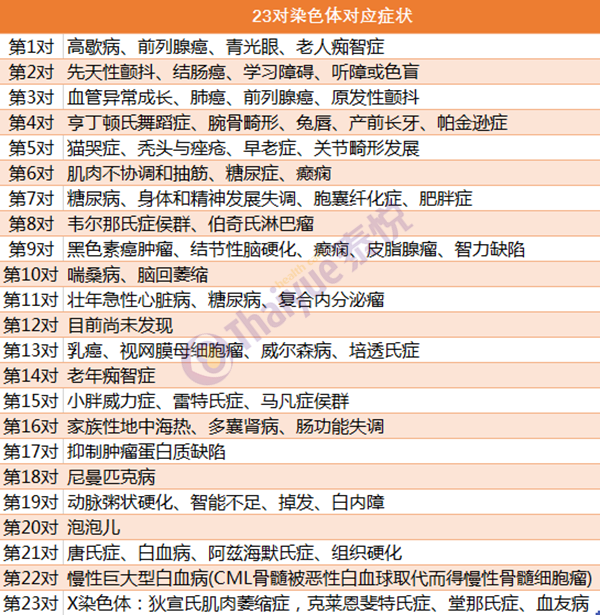 23对染色体对应症状
第1对 高歇病、前列腺癌、青光眼、老人痴智症
第2对 先天性颤抖、结肠癌、学习障碍、听障或色盲
第3对 血管异常成长、肺癌、前列腺癌、原发性颤抖
第4对 亨丁顿氏舞蹈症、腕骨畸形、兔唇、产前长牙、帕金逊症
第5对 猫哭症、秃头与痤疮、早老症、关节畸形发展
第6对 肌肉不协调和抽筋、糖尿症、癫痫
第7对 糖尿病、身体和精神发展失调、胞囊纤化症、肥胖症
第8对 韦尔那氏症侯群、伯奇氏淋巴瘤
第9对 黑色素癌肿瘤、结节性脑硬化、癫痫、皮脂腺瘤、智力缺陷
第10对 喘桑病、脑回萎缩
第11对 壮年急性心脏病、糖尿病、复合内分泌瘤
第12对 目前尚未发现
第13对 乳癌、视网膜母细胞瘤、威尔森病、培透氏症
第14对 老年痴智症
第15对 小胖威力症、雷特氏症、马凡症侯群
第16对 家族性地中海热、多囊肾病、肠功能失调
第17对 抑制肿瘤蛋白质缺陷
第18对 尼曼匹克病
第19对 动脉粥状硬化、智能不足、掉发、白内障
第20对 泡泡儿
第21对 唐氏症、白血病、阿兹海默氏症、组织硬化
第22对 慢性巨大型白血病(CML骨髓被恶性白血球取代而得慢性骨髓细胞瘤)
第23对 X染色体：狄宣氏肌肉萎缩症，克莱恩斐特氏症、堂那氏症、血友病
Thaiyue泰悦
health care